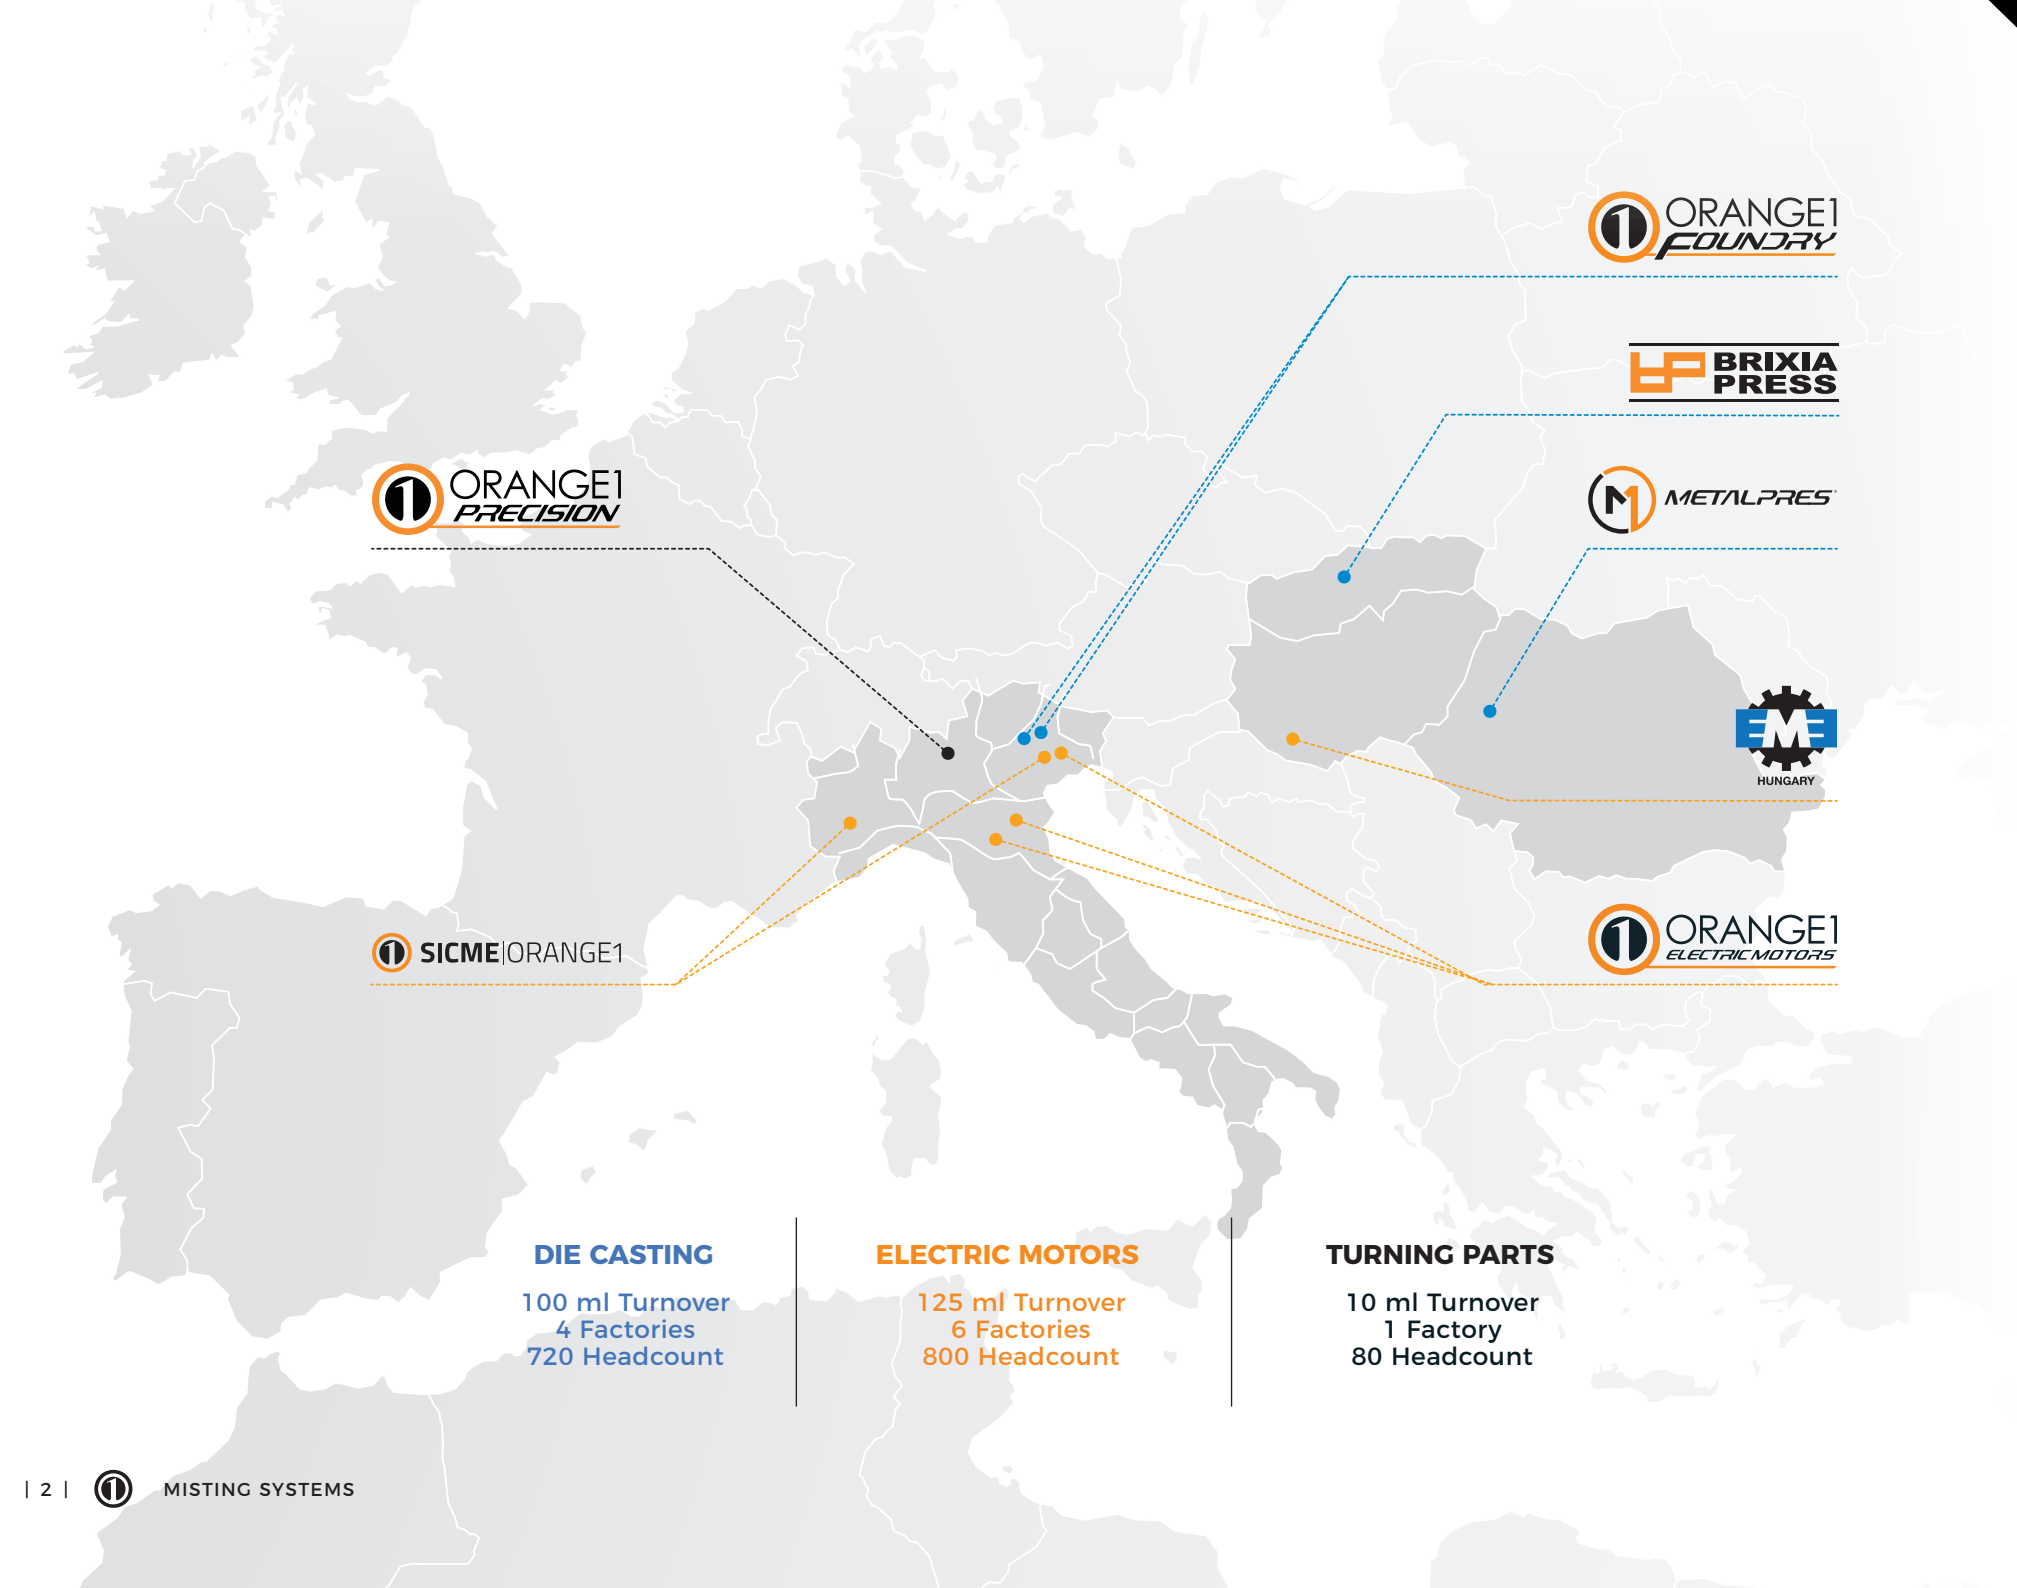 ORANGE1
FOUNDRY
BRIXIA
PRESS
ORANGE1
PRECISION
METALPRES
HUNGARY
SICME|ORANGE1
ORANGE1
ELECTRIC MOTORS
DIE CASTING
100 ml Turnover
4 Factories
720 Headcount
ELECTRIC MOTORS
125 ml Turnover
6 Factories
800 Headcount
TURNING PARTS
10 ml Turnover
1 Factory
80 Headcount
| 2 | 1 MISTING SYSTEMS